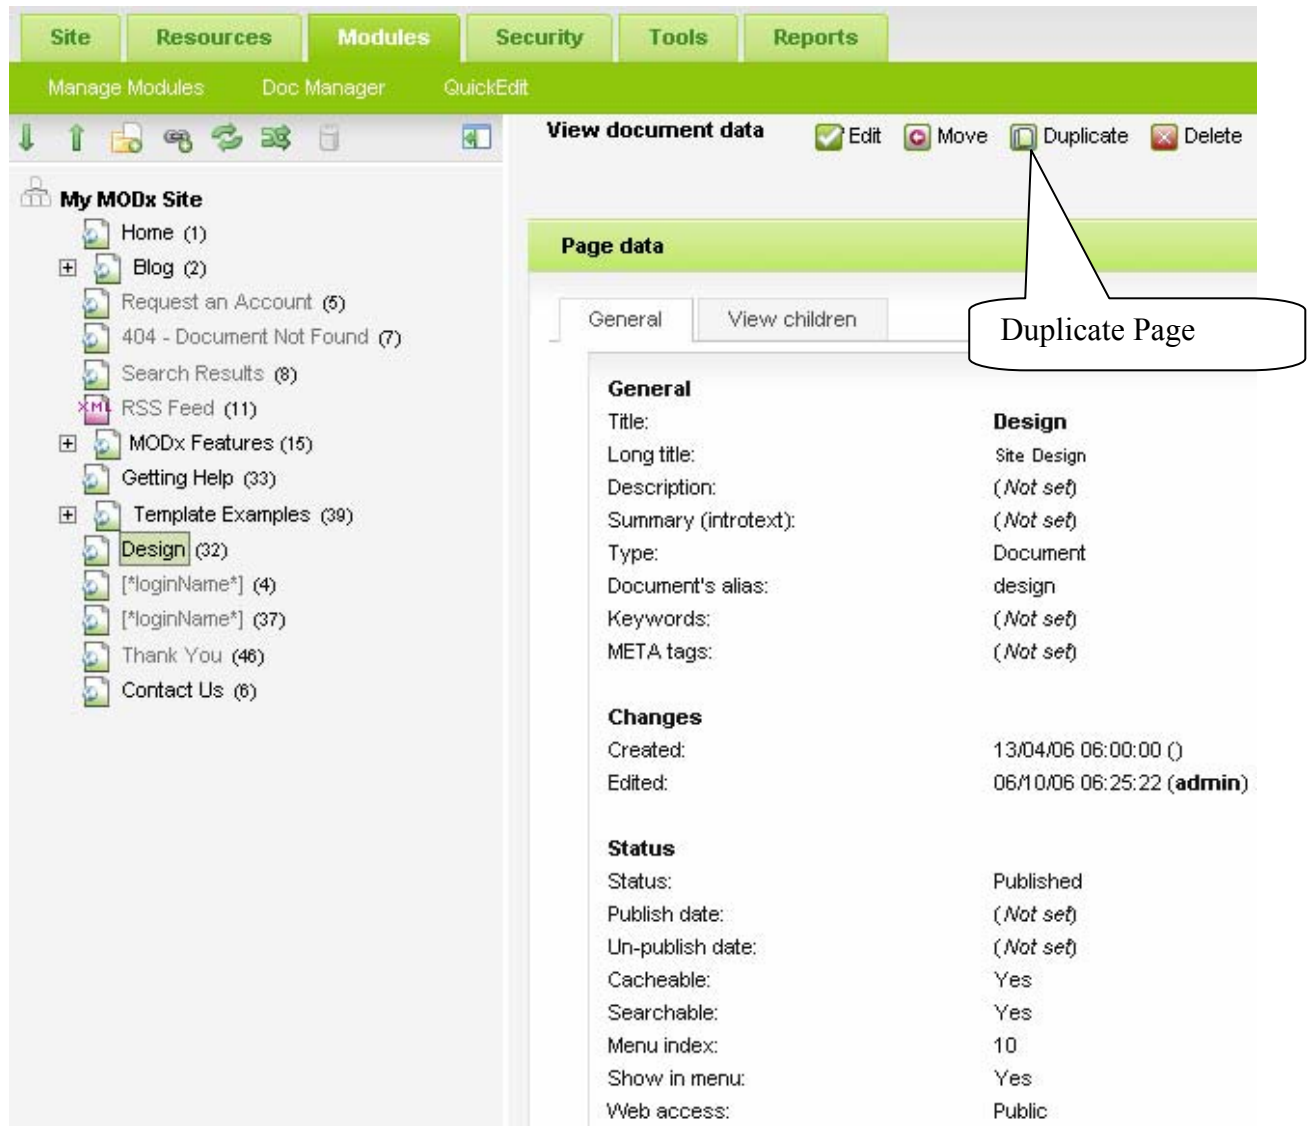 Site Resources Modules Security Tools Reports
Manage Modules Doc Manager QuickEdit
View document data Edit Move Duplicate Delete
My MODx Site
Home (1)
Blog (2)
Request an Account (5)
404 - Document Not Found (7)
Search Results (8)
XML RSS Feed (11)
MODx Features (15)
Getting Help (33)
Template Examples (39)
Design (32)
[*loginName*] (4)
[*loginName*] (37)
Thank You (46)
Contact Us (6)
Page data
General View children
Duplicate Page
General
Title: Design
Long title: Site Design
Description: (Not set)
Summary (introtext): (Not set)
Type: Document
Document's alias: design
Keywords: (Not set)
META tags: (Not set)
Changes
Created: 13/04/06 06:00:00 ()
Edited: 06/10/06 06:25:22 (admin)
Status
Status: Published
Publish date: (Not set)
Un-publish date: (Not set)
Cacheable: Yes
Searchable: Yes
Menu index: 10
Show in menu: Yes
Web access: Public